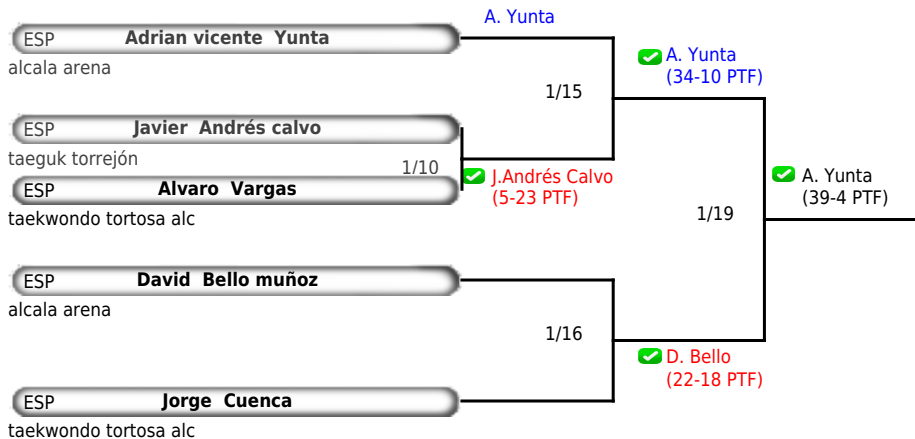 A. Yunta
ESP Adrian vicente Yunta
alcala arena
A. Yunta
(34-10 PTF)
1/15
ESP Javier Andrés calvo
taeguk torrejón
1/10
J.Andrés Calvo
(5-23 PTF)
A. Yunta
(39-4 PTF)
ESP Alvaro Vargas
taekwondo tortosa alc
1/19
ESP David Bello muñoz
alcala arena
1/16
D. Bello
(22-18 PTF)
ESP Jorge Cuenca
taekwondo tortosa alc